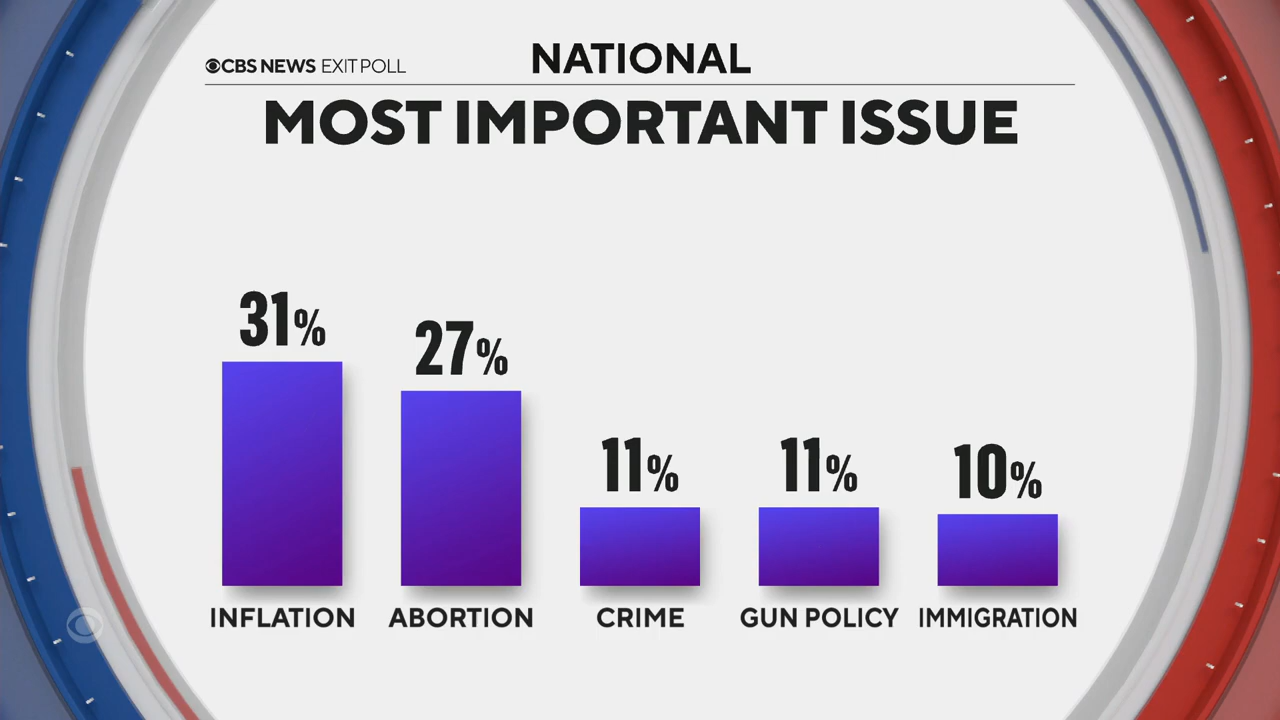 CBS NEWS EXIT POLL
NATIONAL
MOST IMPORTANT ISSUE
31%
27%
11%
11%
10%
INFLATION
ABORTION
CRIME
GUN POLICY
IMMIGRATION